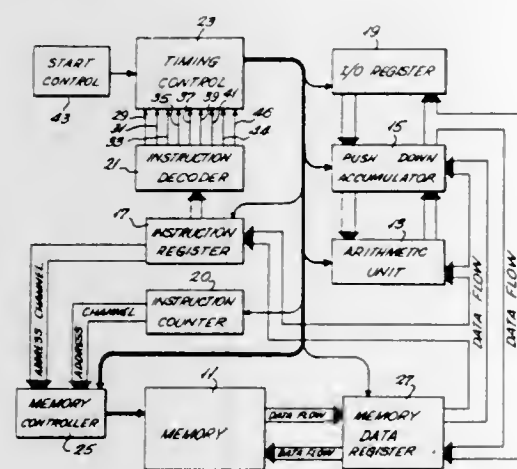 23
19
START
CONTROL
43
TIMING
CONTROL
I/O REGISTER
29
31
33
35
37
39
41
46
34
15
PUSH DOWN
ACCUMULATOR
21
INSTRUCTION
DECODER
17
INSTRUCTION
REGISTER
13
ARITHMETIC
UNIT
20
INSTRUCTION
COUNTER
ADDRESS CHANNEL
ADDRESS
CHANNEL
DATA FLOW
DATA FLOW
MEMORY
CONTROLLER
25
11
MEMORY
DATA FLOW
DATA FLOW
27
MEMORY
DATA
REGISTER